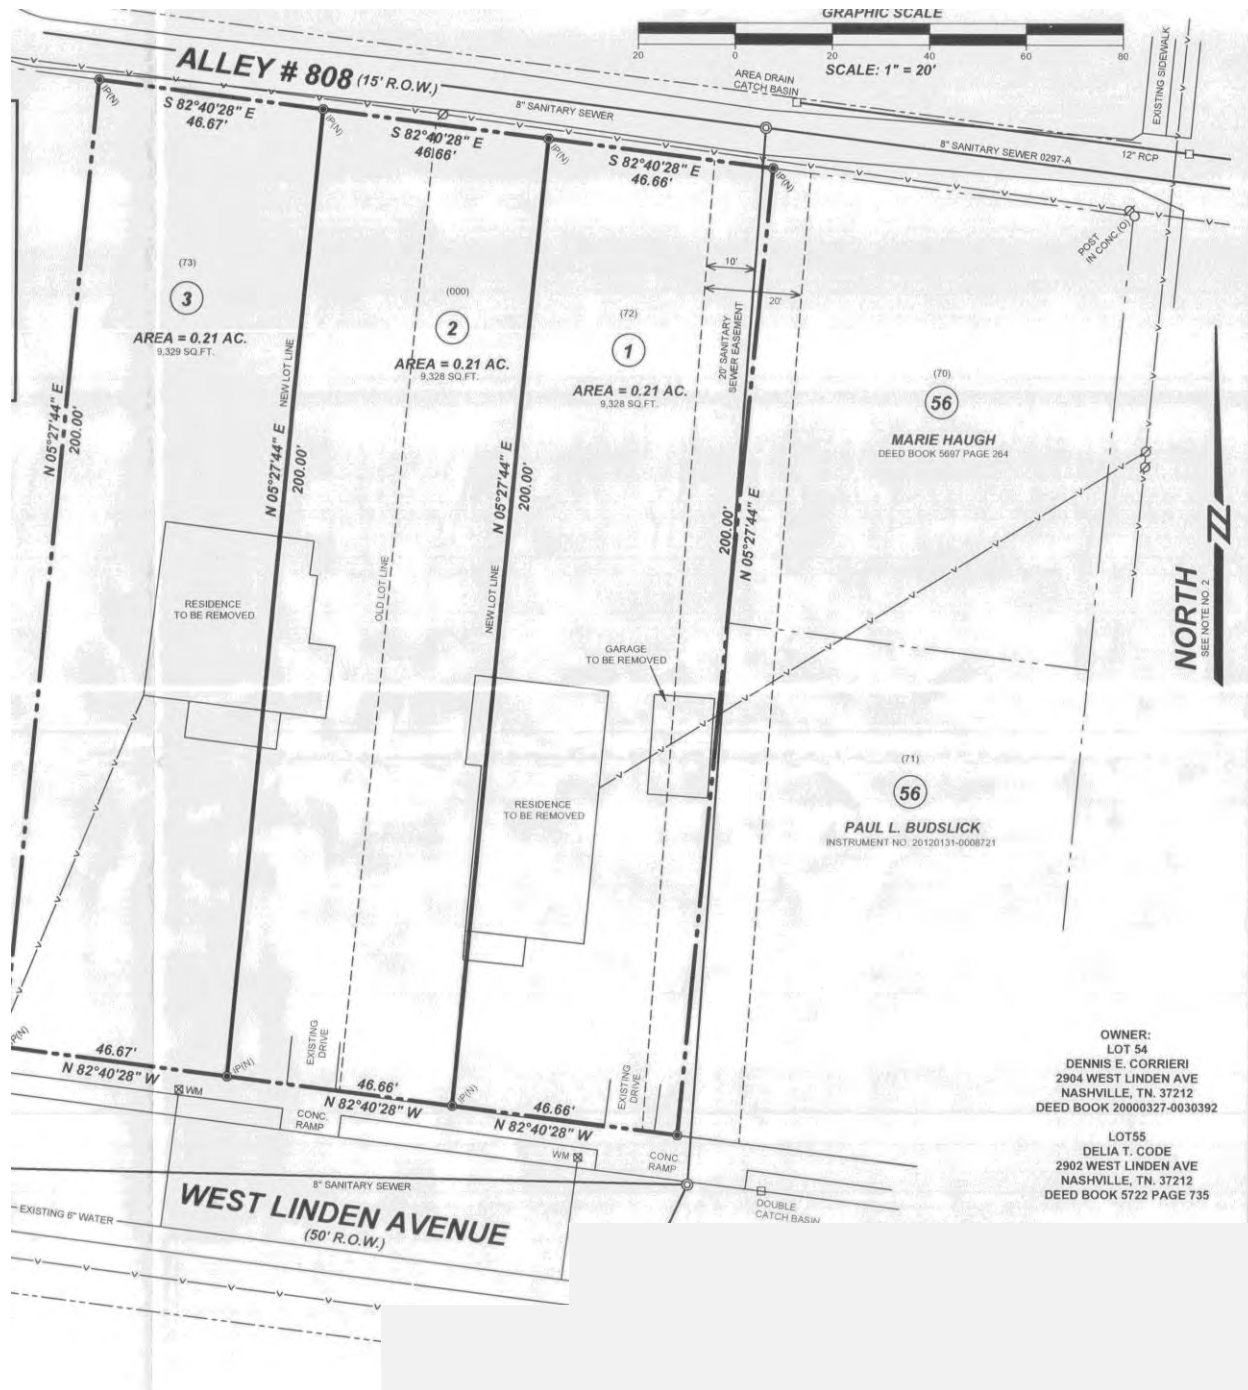 GRAPHIC SCALE
20 0 20 40 60 80
SCALE: 1" = 20'
EXISTING SIDEWALK
ALLEY # 808 (15' R.O.W.)
AREA DRAIN
CATCH BASIN
8" SANITARY SEWER
8" SANITARY SEWER 0297-A
12" RCP
IP(N)
S 82°40'28" E
46.67'
IP(N)
S 82°40'28" E
46.66'
IP(N)
S 82°40'28" E
46.66'
IP(N)
POST
IN CONC.(O)
10'
20'
20' SANITARY
SEWER EASEMENT
(73)
3
AREA = 0.21 AC.
9,329 SQ.FT.
(000)
2
AREA = 0.21 AC.
9,328 SQ.FT.
(72)
1
AREA = 0.21 AC.
9,328 SQ.FT.
(70)
56
MARIE HAUGH
DEED BOOK 5697 PAGE 264
N 05°27'44" E
200.00'
NEW LOT LINE
N 05°27'44" E
200.00'
OLD LOT LINE
NEW LOT LINE
N 05°27'44" E
200.00'
200.00'
N 05°27'44" E
NORTH
SEE NOTE NO. 2
RESIDENCE
TO BE REMOVED
GARAGE
TO BE REMOVED
RESIDENCE
TO BE REMOVED
(71)
56
PAUL L. BUDSLICK
INSTRUMENT NO. 20120131-0008721
OWNER:
LOT 54
DENNIS E. CORRIERI
2904 WEST LINDEN AVE
NASHVILLE, TN. 37212
DEED BOOK 20000327-0030392
LOT55
DELIA T. CODE
2902 WEST LINDEN AVE
NASHVILLE, TN. 37212
DEED BOOK 5722 PAGE 735
IP(N)
46.67'
N 82°40'28" W
WM
IP(N)
EXISTING
DRIVE
46.66'
N 82°40'28" W
CONC.
RAMP
IP(N)
46.66'
N 82°40'28" W
EXISTING
DRIVE
WM
CONC
RAMP
8" SANITARY SEWER
DOUBLE
CATCH BASIN
WEST LINDEN AVENUE
(50' R.O.W.)
EXISTING 6" WATER